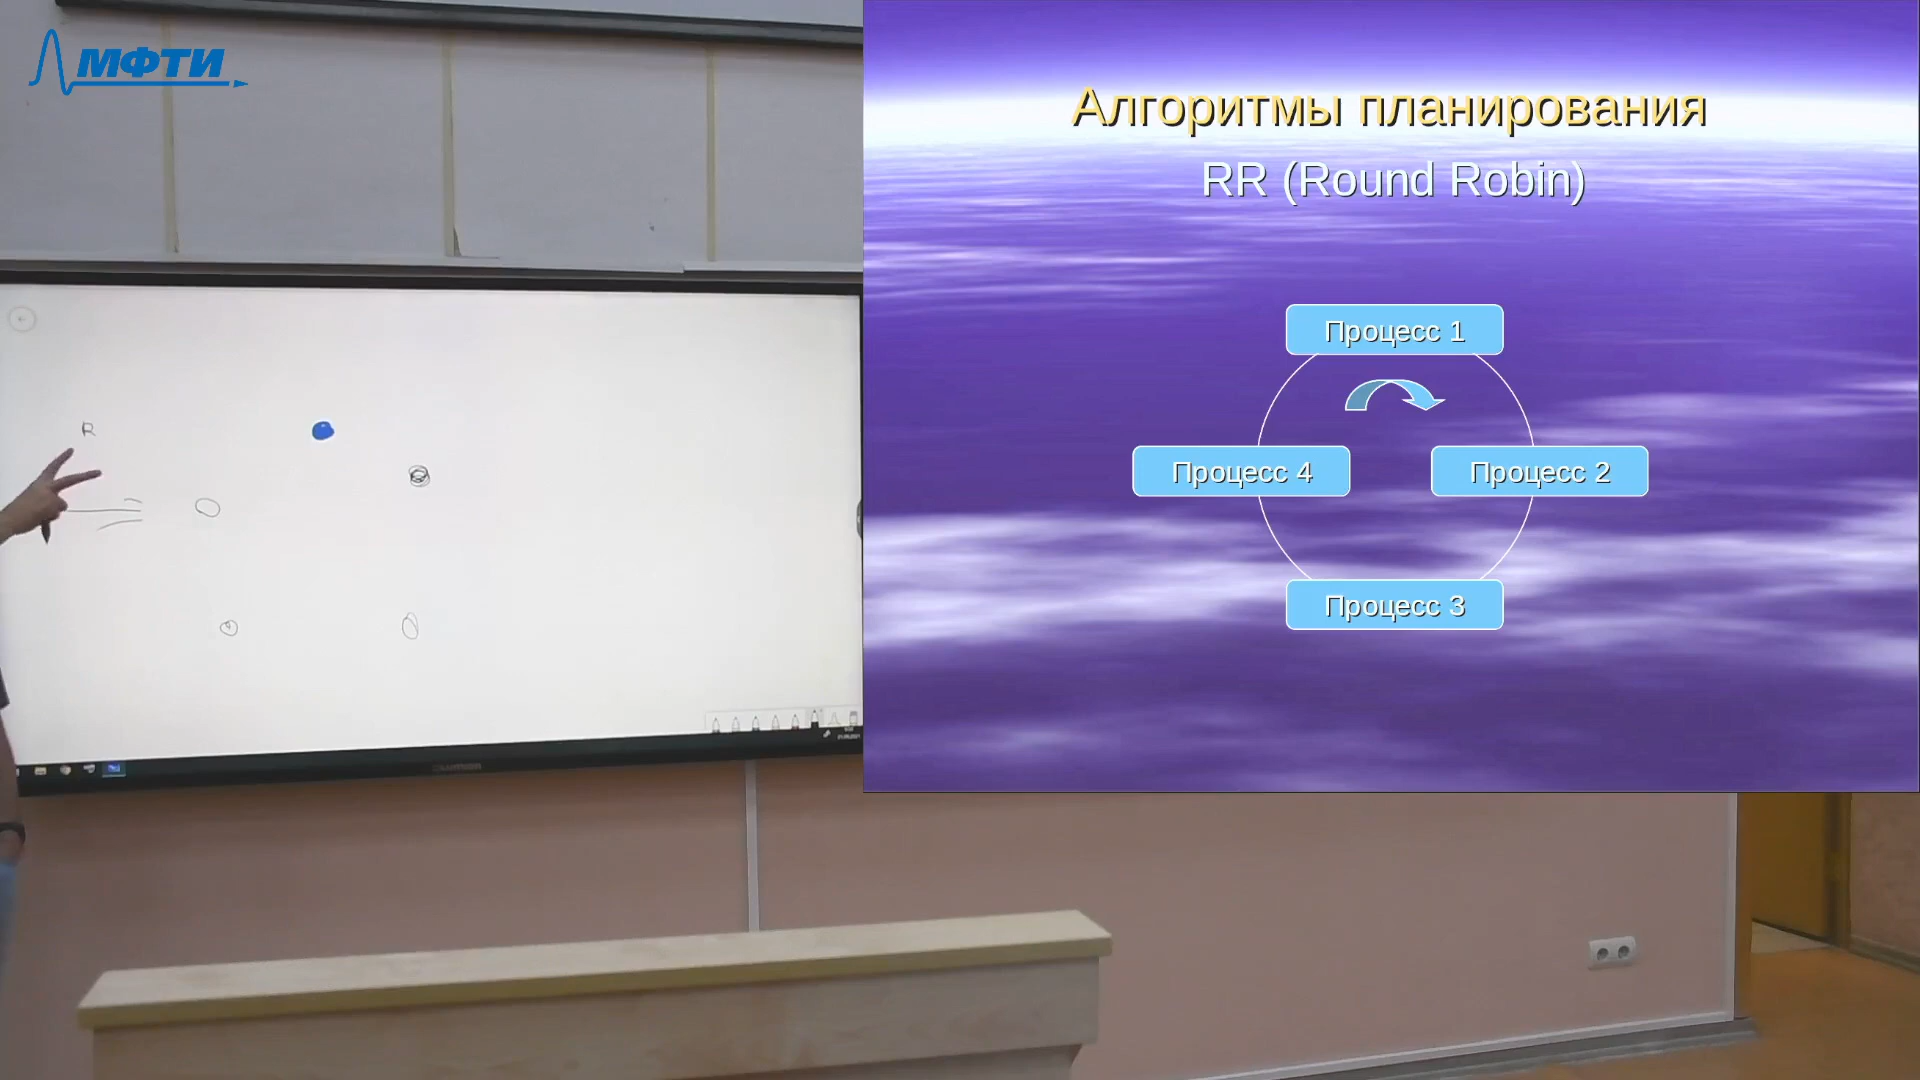 МФТИ
R
Алгоритмы планирования
RR (Round Robin)
Процесс 1
Процесс 4
Процесс 2
Процесс 3